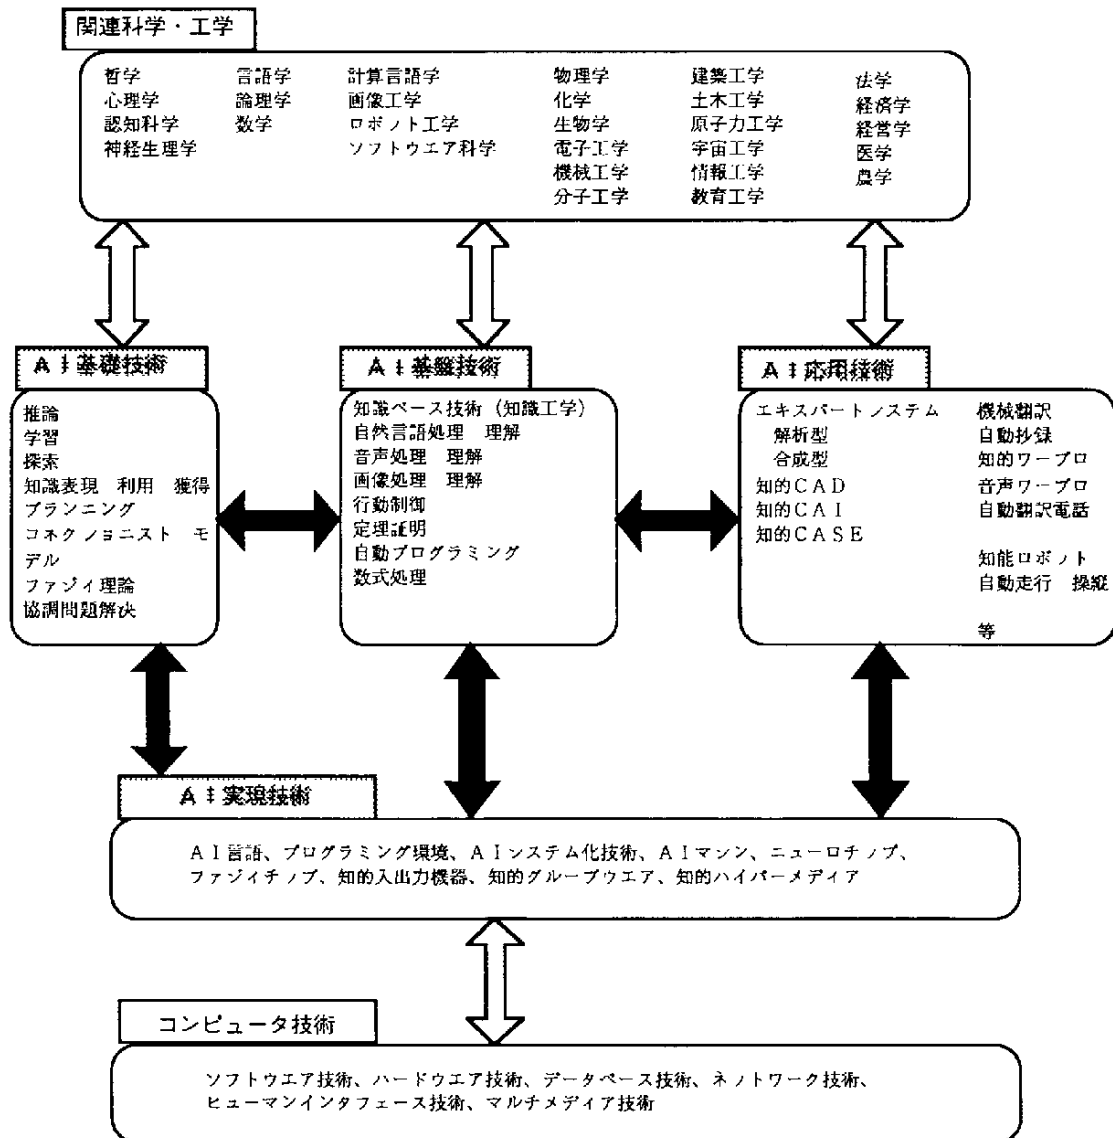 関連科学・工学
哲学
心理学
認知科学
神経生理学
言語学
論理学
数学
計算言語学
画像工学
ロボット工学
ソフトウエア科学
物理学
化学
生物学
電子工学
機械工学
分子工学
建築工学
土木工学
原子力工学
宇宙工学
情報工学
教育工学
法学
経済学
経営学
医学
農学
AI基礎技術
推論
学習
探索
知識表現 利用 獲得
プランニング
コネクショニスト モ
デル
ファジィ理論
協調問題解決
AI基盤技術
知識ベース技術（知識工学）
自然言語処理 理解
音声処理 理解
画像処理 理解
行動制御
定理証明
自動プログラミング
数式処理
AI応用技術
エキスパートシステム
解析型
合成型
知的CAD
知的CAI
知的CASE
機械翻訳
自動抄録
知的ワープロ
音声ワープロ
自動翻訳電話
知能ロボット
自動走行 操縦
等
AI実現技術
AI言語、プログラミング環境、AIシステム化技術、AIマシン、ニューロチップ、
ファジィチップ、知的入出力機器、知的グループウエア、知的ハイパーメディア
コンピュータ技術
ソフトウエア技術、ハードウエア技術、データベース技術、ネットワーク技術、
ヒューマンインタフェース技術、マルチメディア技術